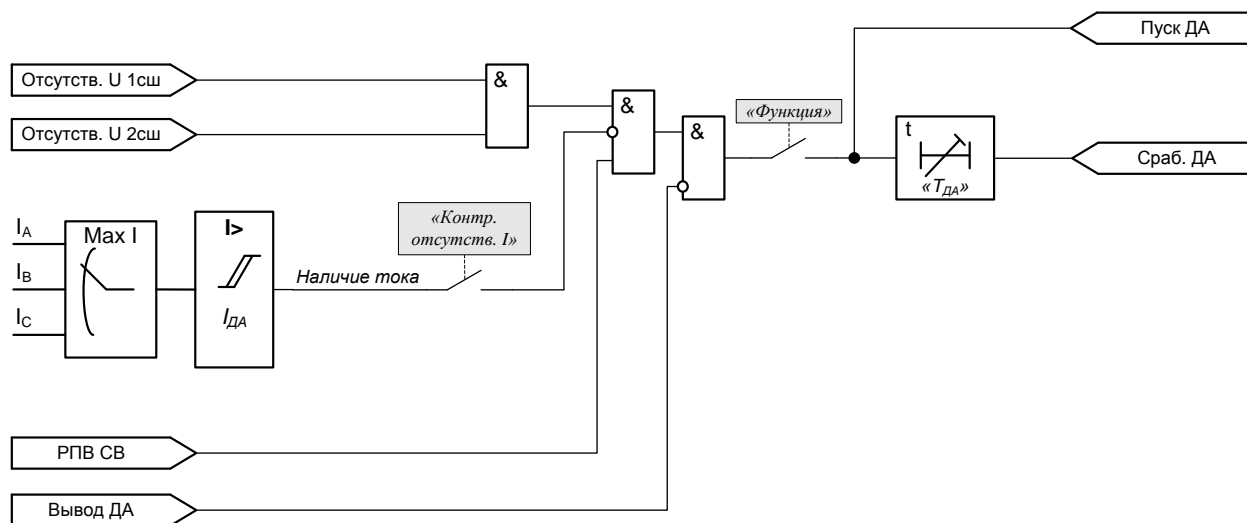 Пуск ДА
Отсутств. U 1сш
&
&
«Функция»
&
t
Отсутств. U 2сш
Сраб. ДА
«TДА»
«Контр.
отсутств. I»
IA
Max I
I>
IB
Наличие тока
IC
IДА
РПВ СВ
Вывод ДА